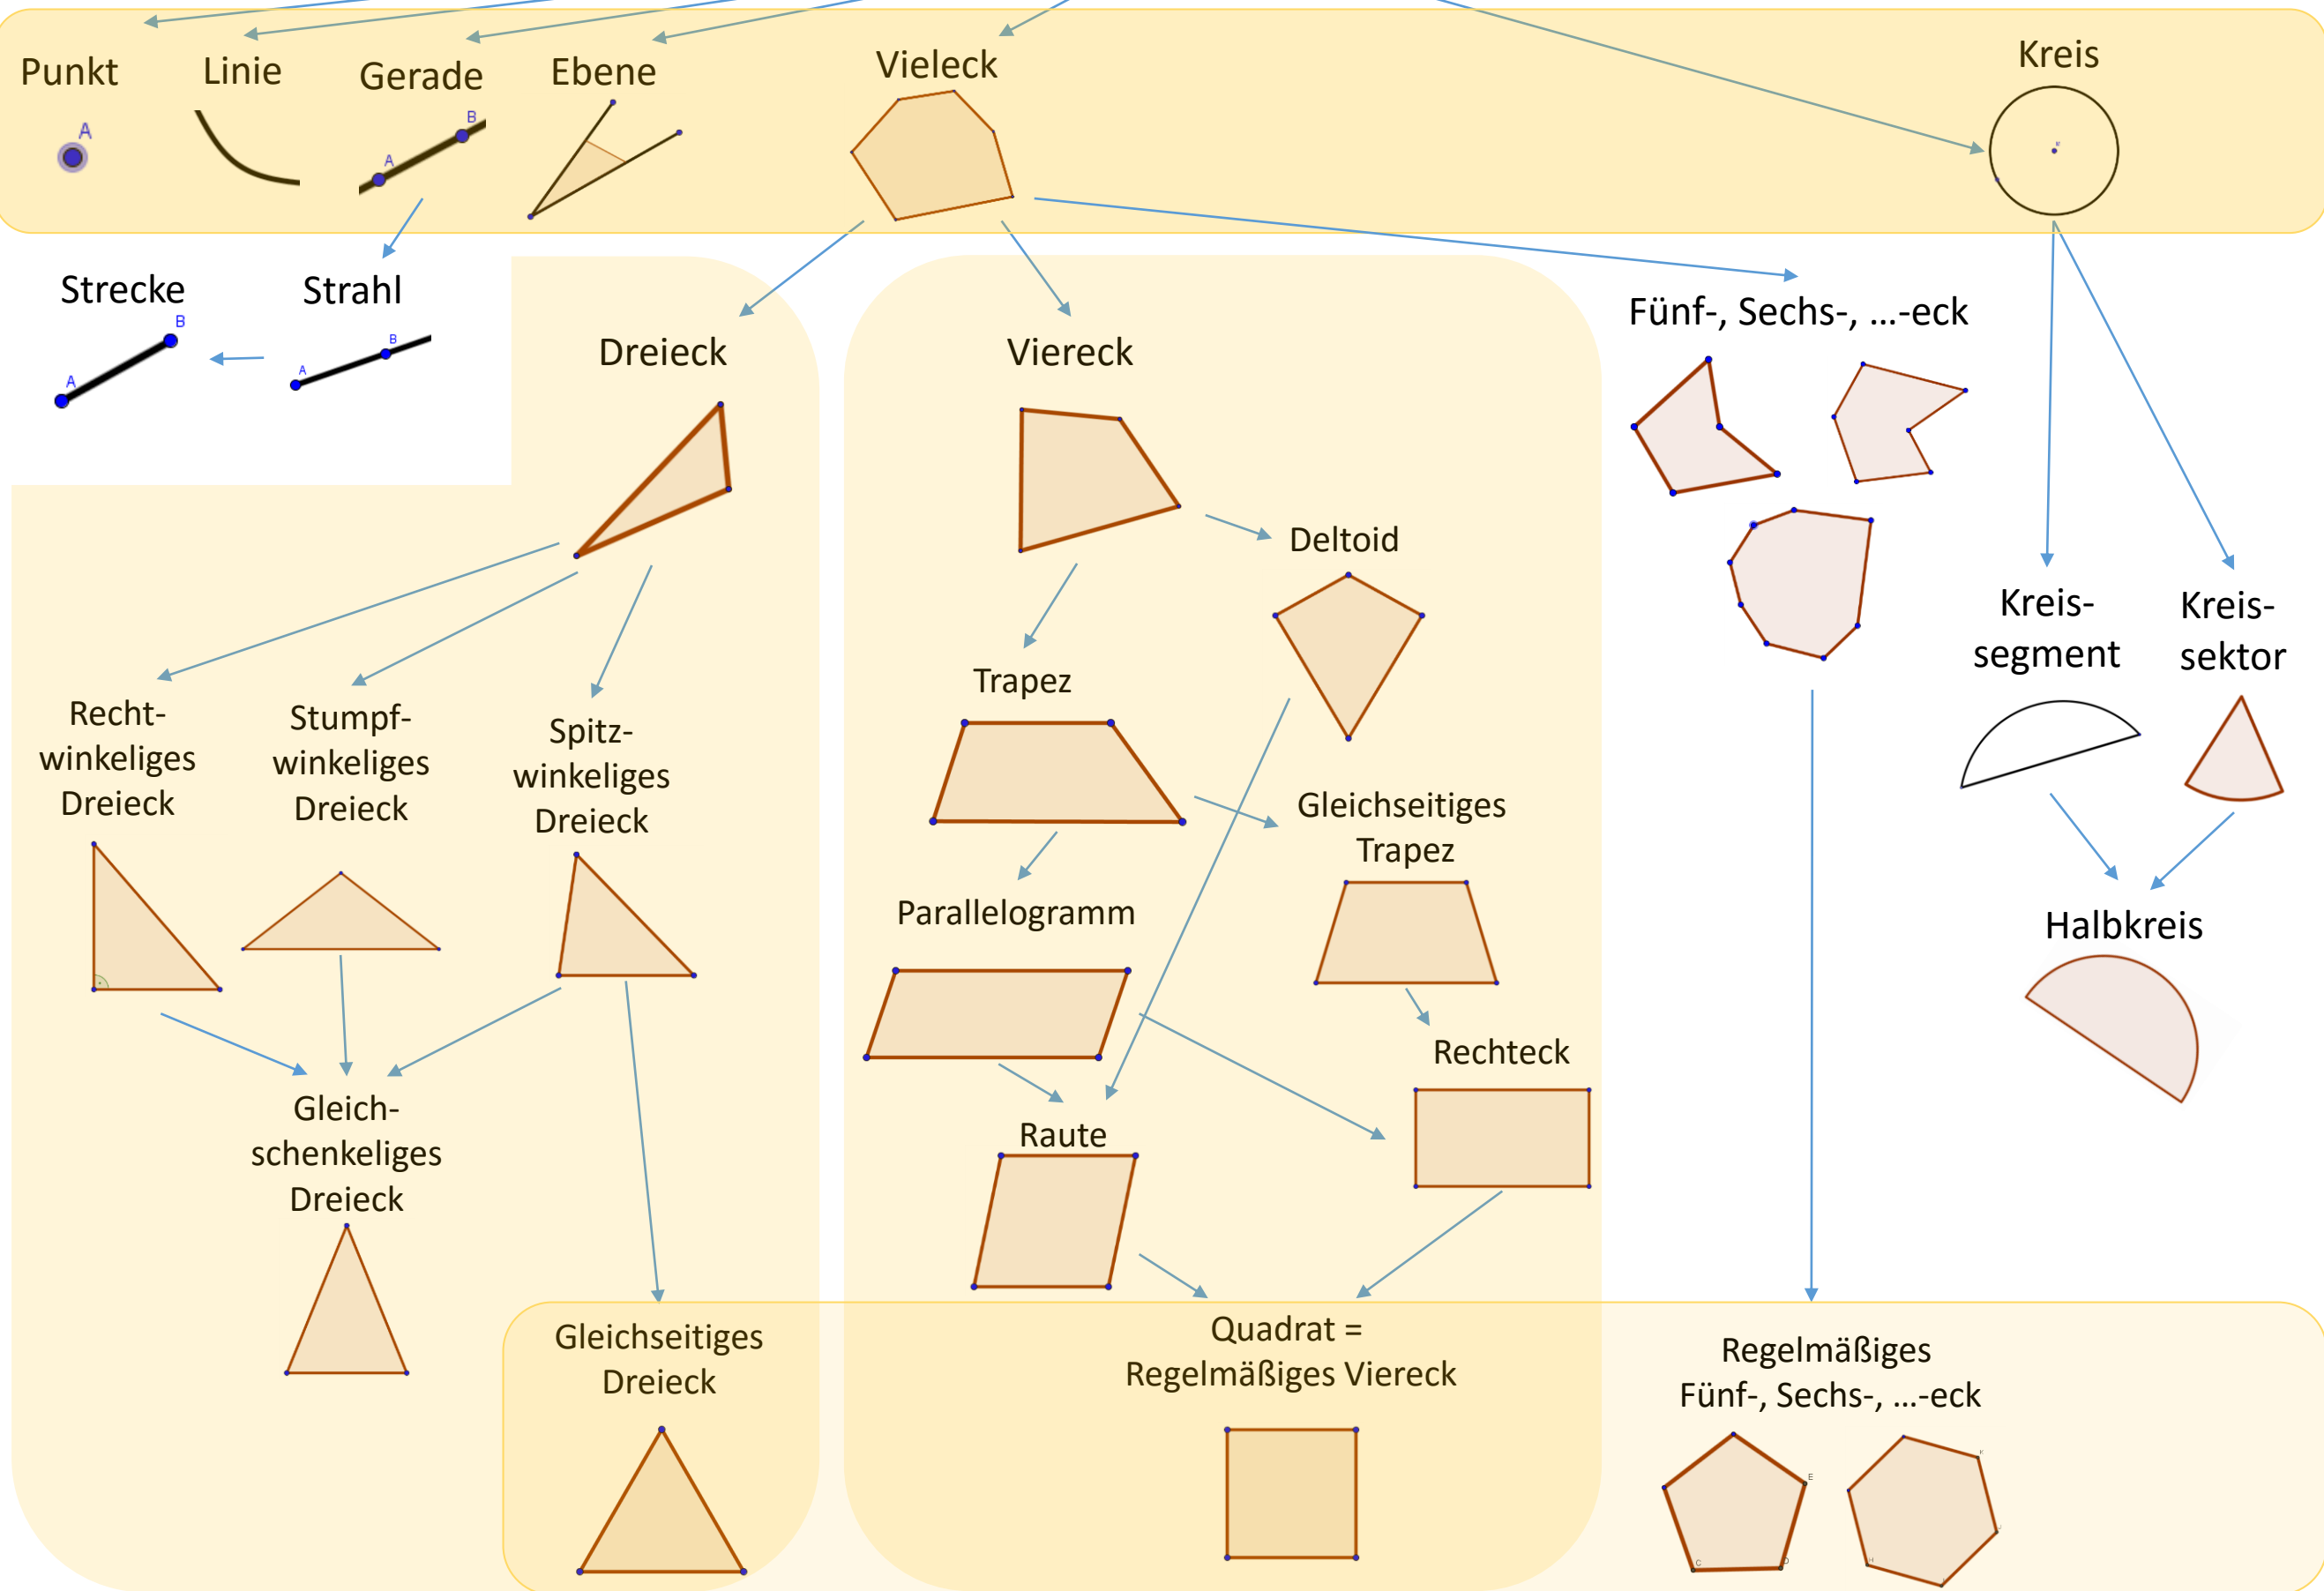 Punkt
Linie
Gerade
Ebene
Vieleck
Kreis
A
A
B
Strecke
Strahl
A
B
A
B
Dreieck
Viereck
Fünf-, Sechs-, ...-eck
Deltoid
Kreis-
segment
Kreis-
sektor
Trapez
Recht-
winkeliges
Dreieck
Stumpf-
winkeliges
Dreieck
Spitz-
winkeliges
Dreieck
Gleichseitiges
Trapez
Parallelogramm
Halbkreis
Rechteck
Raute
Gleich-
schenkeliges
Dreieck
Gleichseitiges
Dreieck
Quadrat =
Regelmäßiges Viereck
Regelmäßiges
Fünf-, Sechs-, ...-eck
E
C
D
K
H